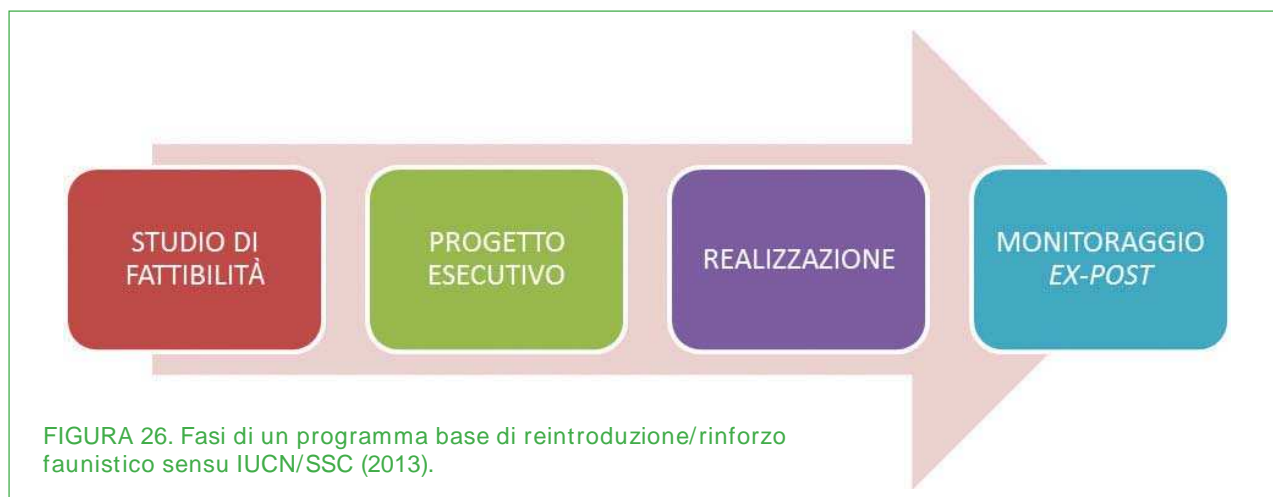 STUDIO DI
FATTIBILITÀ
PROGETTO
ESECUTIVO
REALIZZAZIONE
MONITORAGGIO
EX-POST
FIGURA 26. Fasi di un programma base di reintroduzione/rinforzo
faunistico sensu IUCN/SSC (2013).